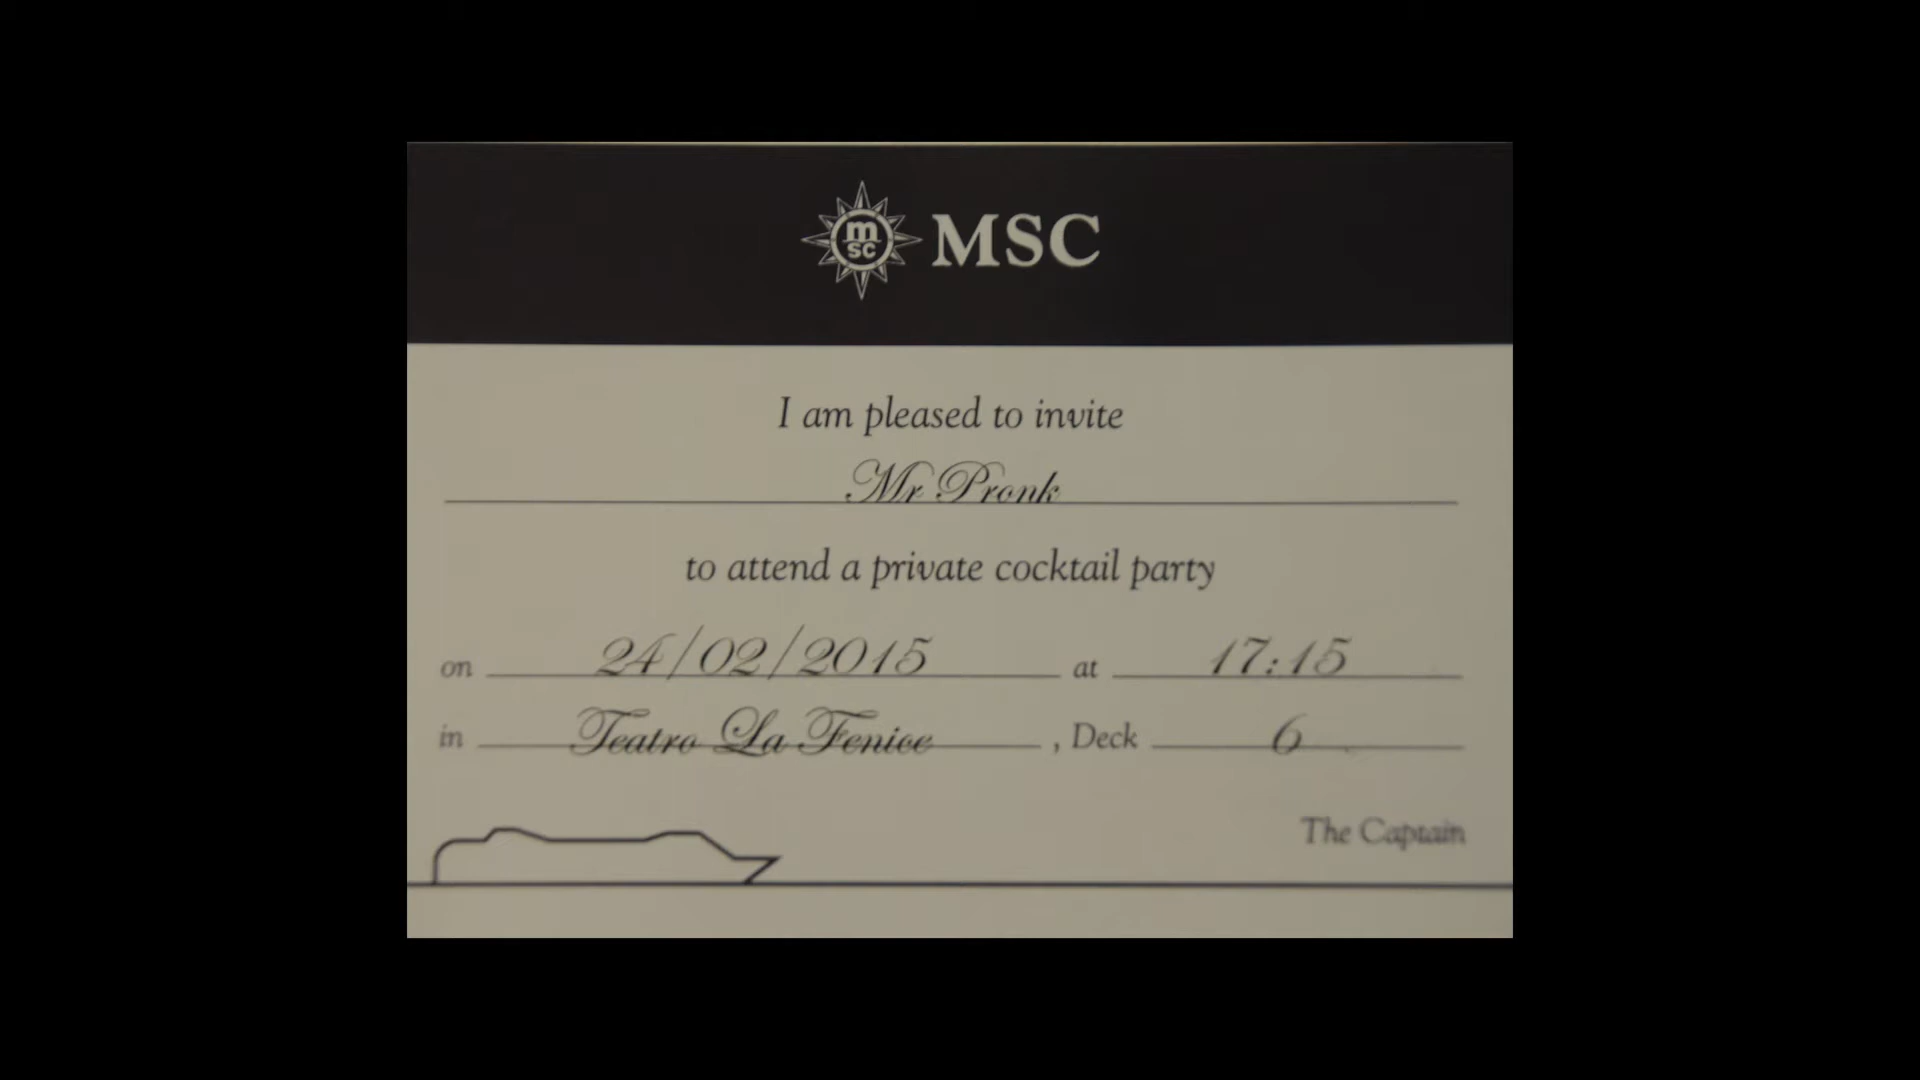 m
sc
MSC
I am pleased to invite
Mr Pronk
to attend a private cocktail party
on 24/02/2015 at 17:15
in Teatro La Fenice, Deck 6
The Captain